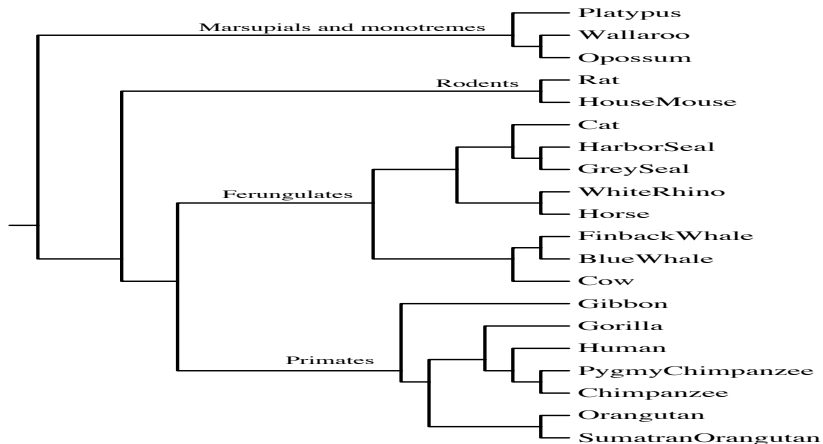 Platypus
Marsupials and monotremes
Wallaroo
Opossum
Rat
Rodents
HouseMouse
Cat
HarborSeal
GreySeal
WhiteRhino
Ferungulates
Horse
FinbackWhale
BlueWhale
Cow
Gibbon
Gorilla
Human
Primates
PygmyChimpanzee
Chimpanzee
Orangutan
SumatranOrangutan